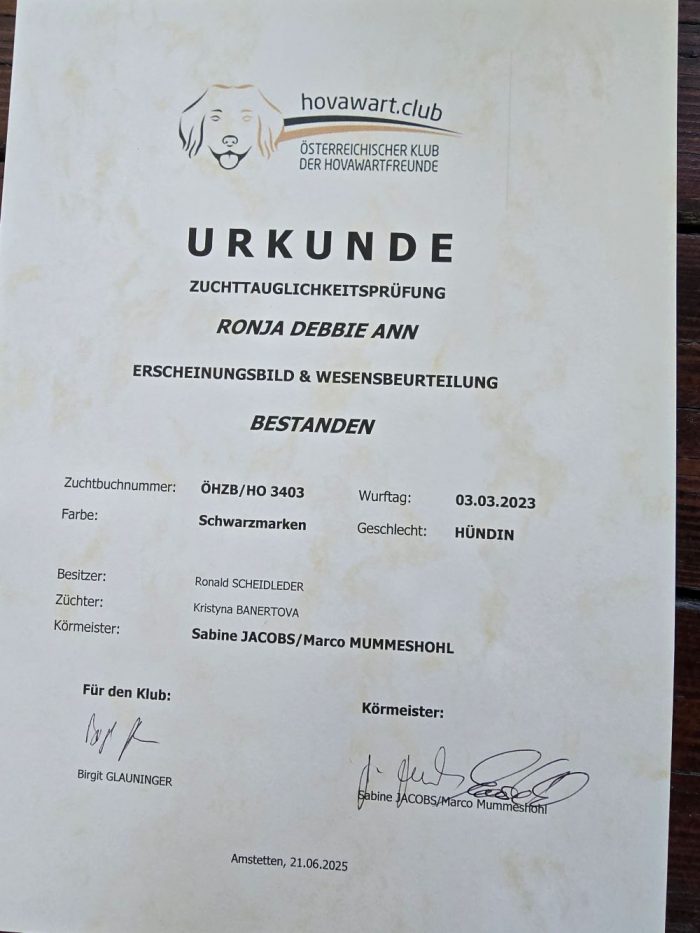 hovawart.club
ÖSTERREICHISCHER KLUB
DER HOVAWARTFREUNDE
URKUNDE
ZUCHTTAUGLICHKEITSPRÜFUNG
RONJA DEBBIE ANN
ERSCHEINUNGSBILD & WESENSBEURTEILUNG
BESTANDEN
Zuchtbuchnummer: ÖHZB/HO 3403 Wurftag: 03.03.2023
Farbe: Schwarzmarken Geschlecht: HÜNDIN
Besitzer: Ronald SCHEIDLEDER
Züchter: Kristyna BANERTOVA
Körmeister: Sabine JACOBS/Marco MUMMESHOHL
Für den Klub: Körmeister:
Birgit GLAUNINGER Sabine JACOBS/Marco Mummeshohl
Amstetten, 21.06.2025